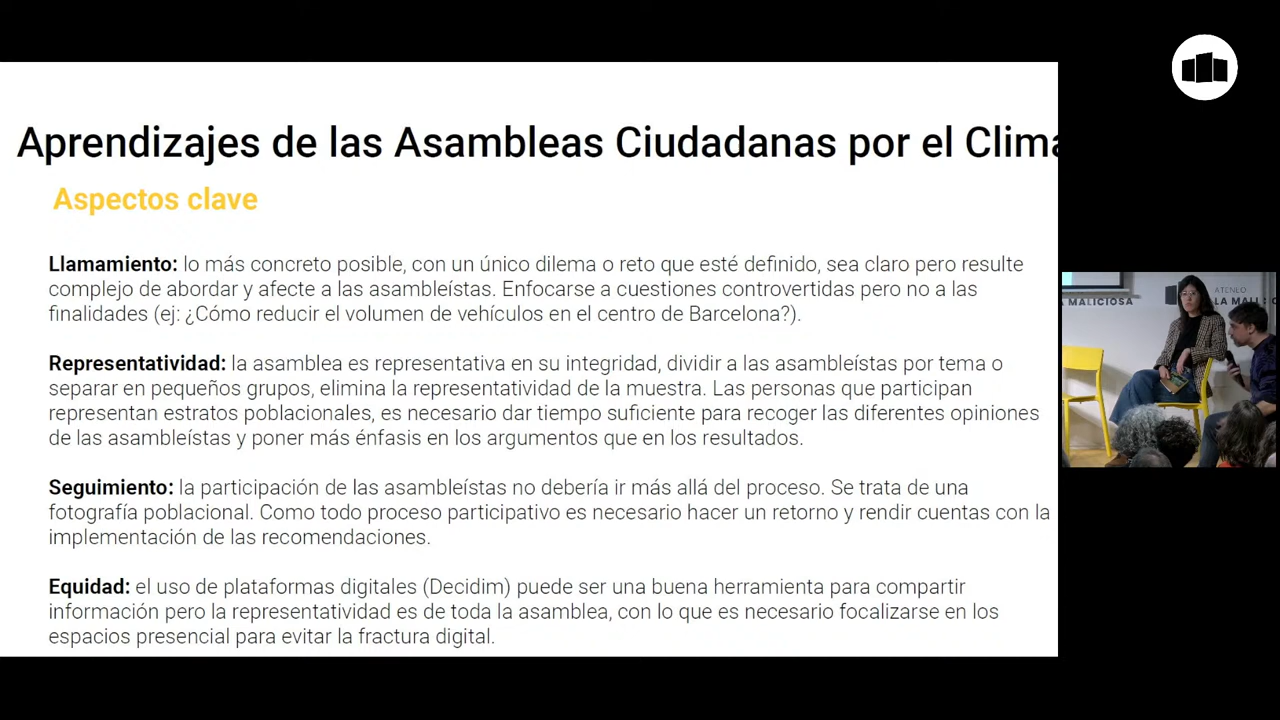 Aprendizajes de las Asambleas Ciudadanas por el Clima
Aspectos clave
Llamamiento: lo más concreto posible, con un único dilema o reto que esté definido, sea claro pero resulte
complejo de abordar y afecte a las asambleístas. Enfocarse a cuestiones controvertidas pero no a las
finalidades (ej: ¿Cómo reducir el volumen de vehículos en el centro de Barcelona?).
Representatividad: la asamblea es representativa en su integridad, dividir a las asambleístas por tema o
separar en pequeños grupos, elimina la representatividad de la muestra. Las personas que participan
representan estratos poblacionales, es necesario dar tiempo suficiente para recoger las diferentes opiniones
de las asambleístas y poner más énfasis en los argumentos que en los resultados.
Seguimiento: la participación de las asambleístas no debería ir más allá del proceso. Se trata de una
fotografía poblacional. Como todo proceso participativo es necesario hacer un retorno y rendir cuentas con la
implementación de las recomendaciones.
Equidad: el uso de plataformas digitales (Decidim) puede ser una buena herramienta para compartir
información pero la representatividad es de toda la asamblea, con lo que es necesario focalizarse en los
espacios presencial para evitar la fractura digital.
A MALICIOSA
ATENEO
LA MALI